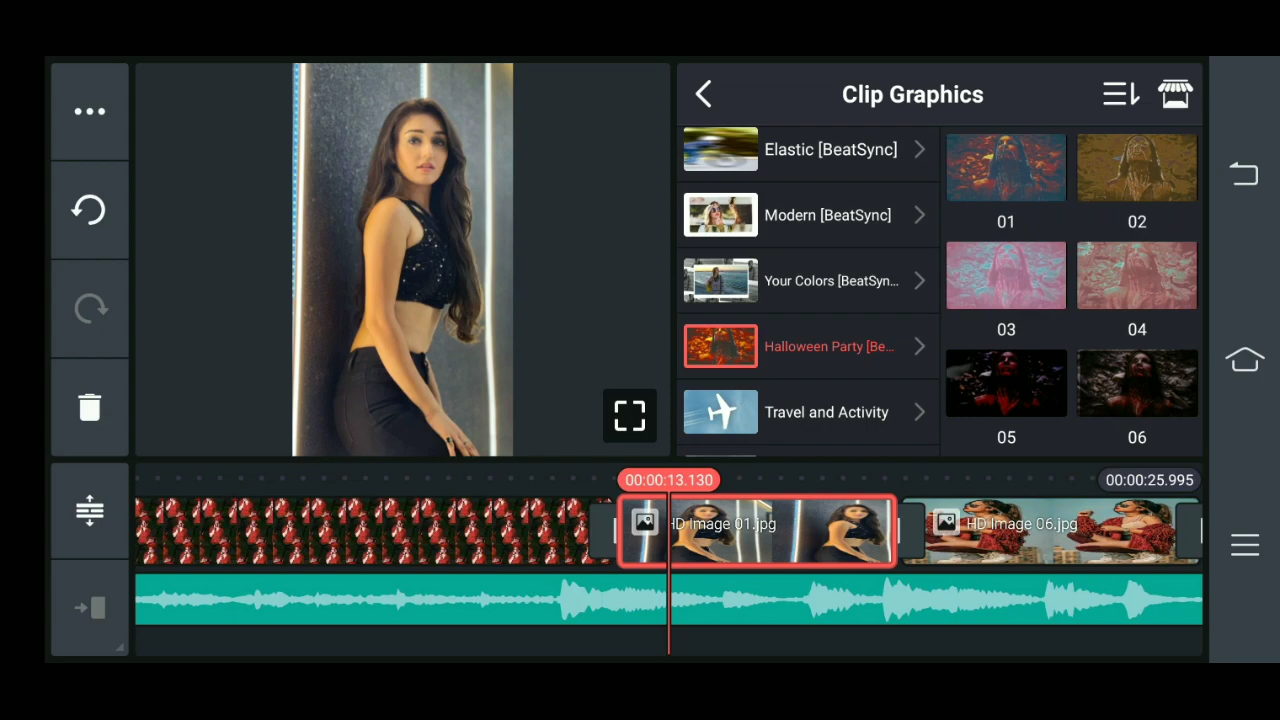 Clip Graphics
Elastic [BeatSync]
Modern [BeatSync]
Your Colors [BeatSyn...
Halloween Party [Be...
Travel and Activity
01
02
03
04
05
06
00:00:13.130
00:00:25.995
HD Image 01.jpg
HD Image 06.jpg